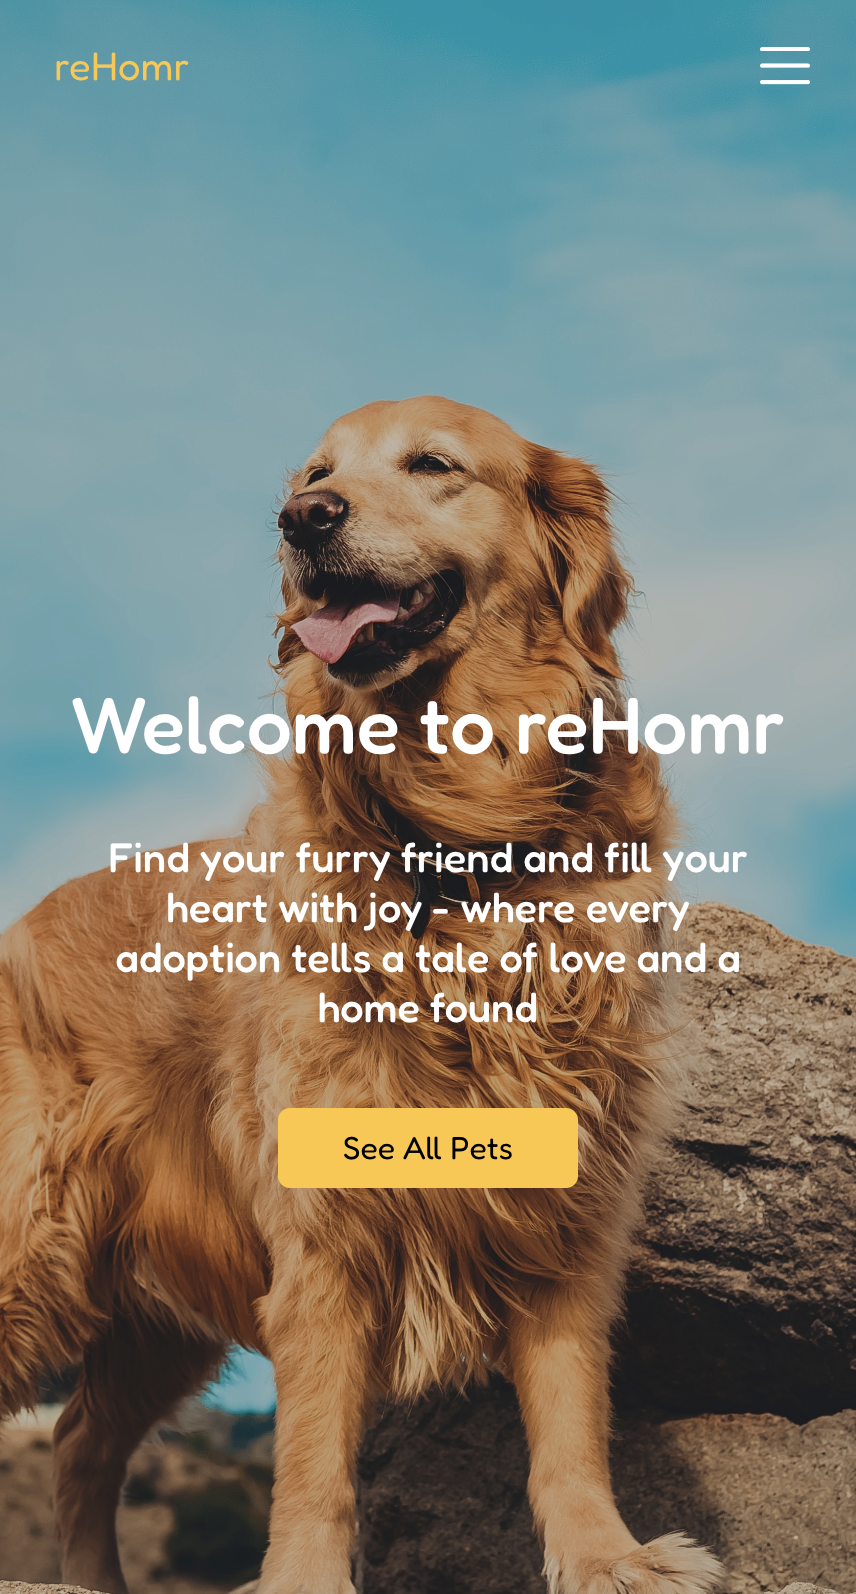 reHomr
Welcome to reHomr
Find your furry friend and fill your
heart with joy - where every
adoption tells a tale of love and a
home found
See All Pets